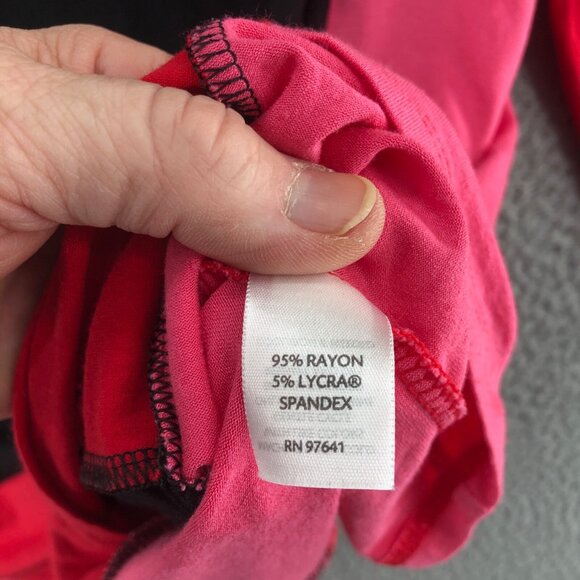 95% RAYON
5% LYCRA®
SPANDEX
RN 97641